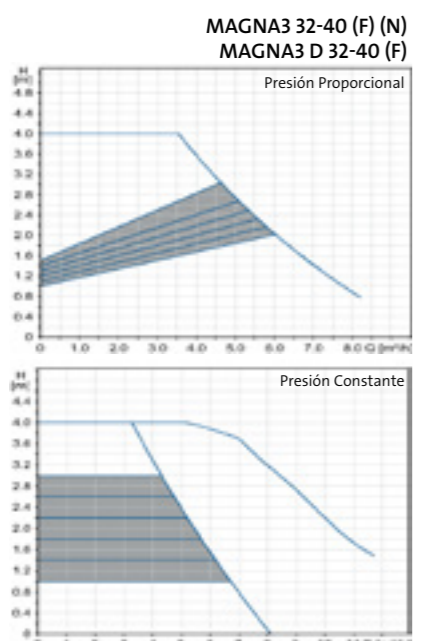 MAGNA3 32-40 (F) (N)
MAGNA3 D 32-40 (F)
H
[m]
Presión Proporcional
4.8
4.4
4.0
3.6
3.2
2.8
2.4
2.0
1.6
1.2
0.8
0.4
0
0 1.0 2.0 3.0 4.0 5.0 6.0 7.0 8.0 Q [m³/h]
H
[m]
Presión Constante
4.4
4.0
3.6
3.2
2.8
2.4
2.0
1.6
1.2
0.8
0.4
0